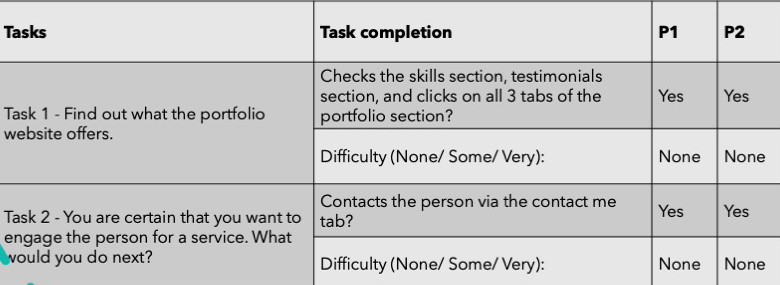 Tasks Task completion P1 P2
Checks the skills section, testimonials
section, and clicks on all 3 tabs of the
portfolio section?
Yes Yes
Task 1 - Find out what the portfolio
website offers.
Difficulty (None/ Some/ Very): None None
Contacts the person via the contact me
tab?
Yes Yes
Task 2 - You are certain that you want to
engage the person for a service. What
would you do next?
Difficulty (None/ Some/ Very): None None